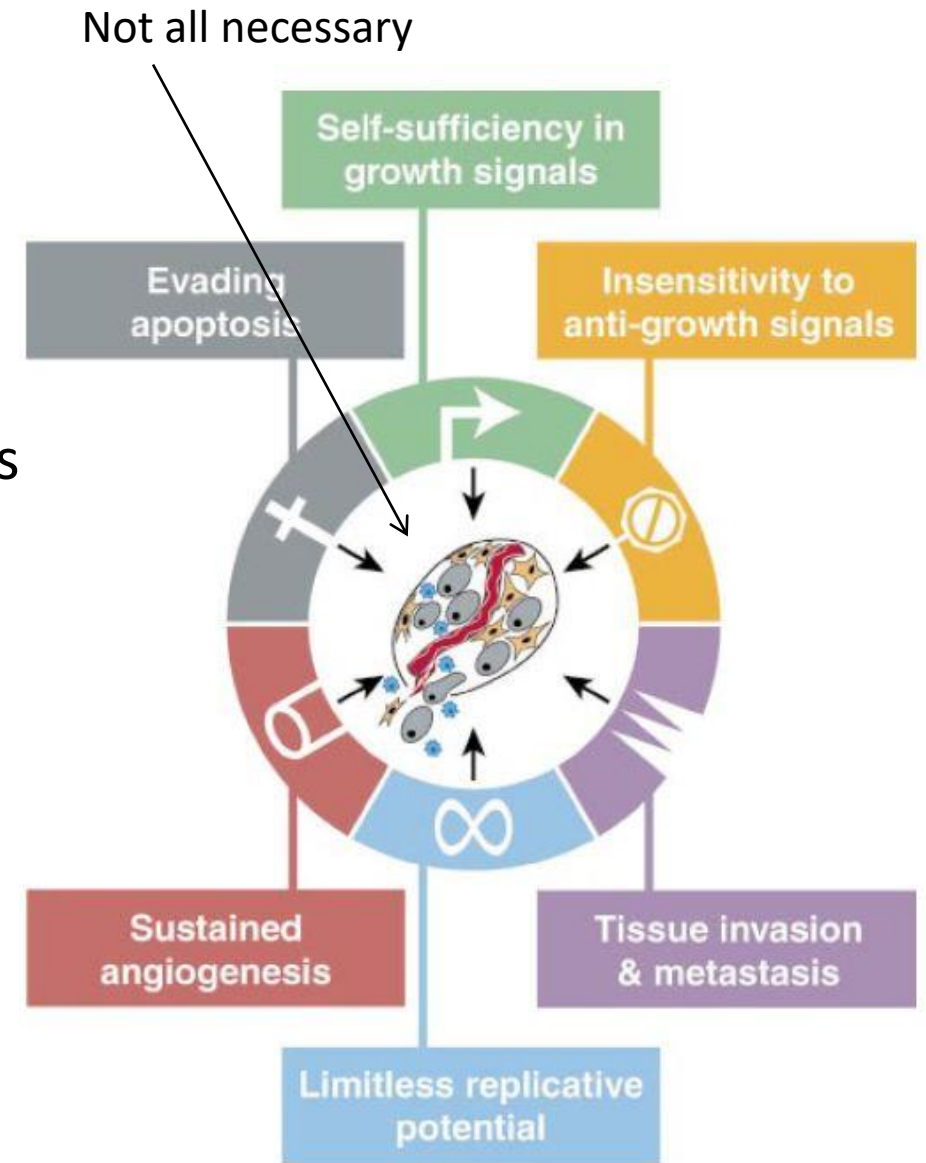 Not all necessary
Self-sufficiency in
growth signals
Evading
apoptosis
Insensitivity to
anti-growth signals
s
Sustained
angiogenesis
Tissue invasion
& metastasis
Limitless replicative
potential